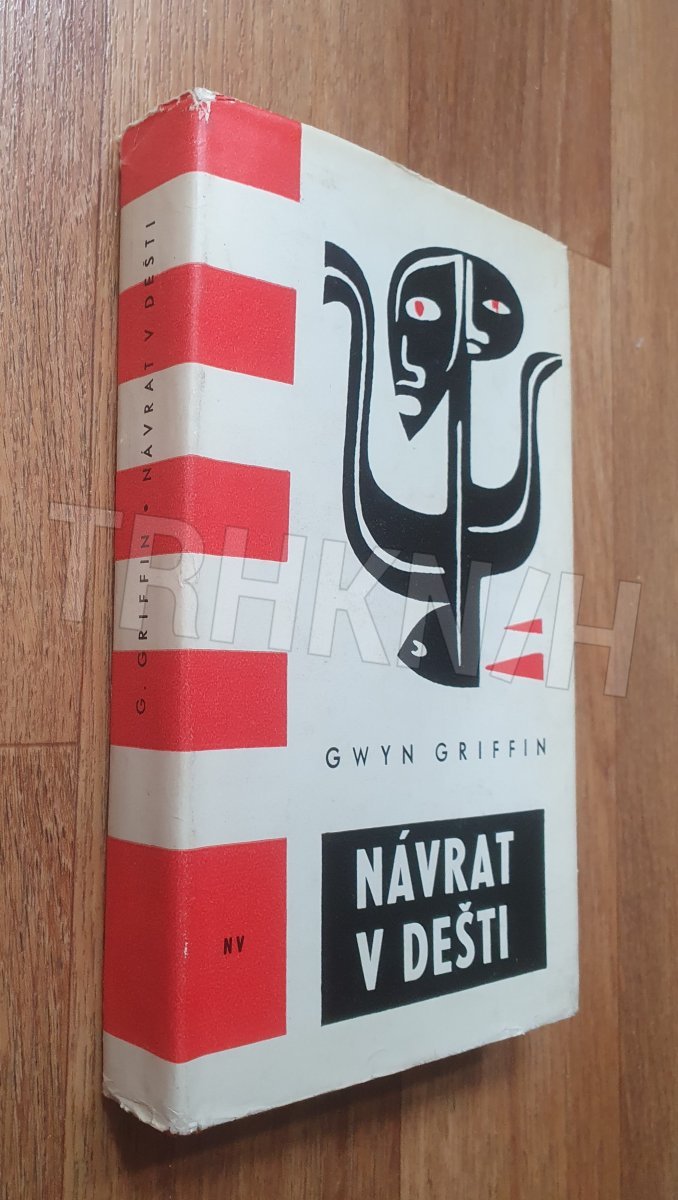 G. GRIFFIN • NÁVRAT V DEŠTI
NV
GWYN GRIFFIN
NÁVRAT
V DEŠTI
TRHKNIH